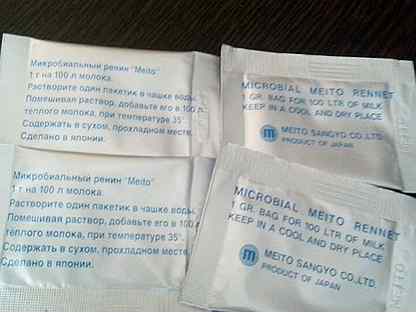 Микробиальный ренин "Meito"
1 г на 100 л молока.
Растворите один пакетик в чашке воды.
Помешивая раствор, добавьте его в 100 л
тёплого молока, при температуре 35°.
Содержать в сухом, прохладном месте.
Сделано в японии.
MICROBIAL MEITO RENNET
1 GR. BAG FOR 100 LTR OF MILK
KEEP IN A COOL AND DRY PLACE
m MEITO SANGYO CO.,LTD.
PRODUCT OF JAPAN
Микробиальный ренин "Meito"
1 г на 100 л молока.
Растворите один пакетик в чашке воды.
Помешивая раствор, добавьте его в 100
тёплого молока, при температуре 35°
Содержать в сухом, прохладном месте.
Сделано в японии.
MICROBIAL MEITO RENNET
1 GR. BAG FOR 100 LTR OF MILK
KEEP IN A COOL AND DRY PLACE
m MEITO SANGYO CO.,LTD.
PRODUCT OF JAPAN